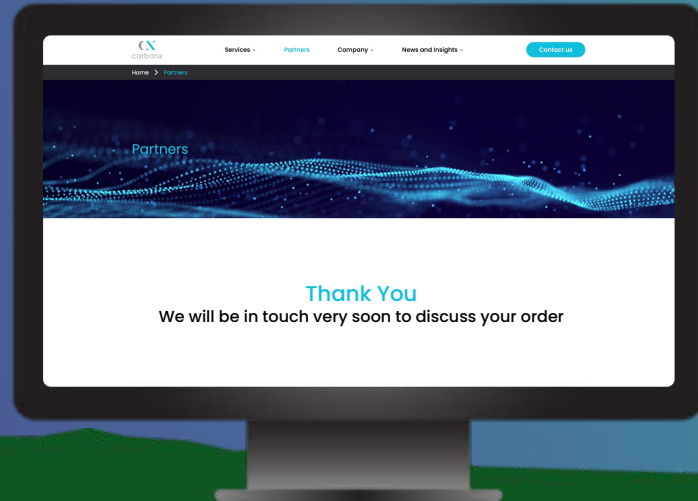 CX
carbonx
Services
Partners
Company
News and Insights
Contact us
Home > Partners
Partners
Thank You
We will be in touch very soon to discuss your order